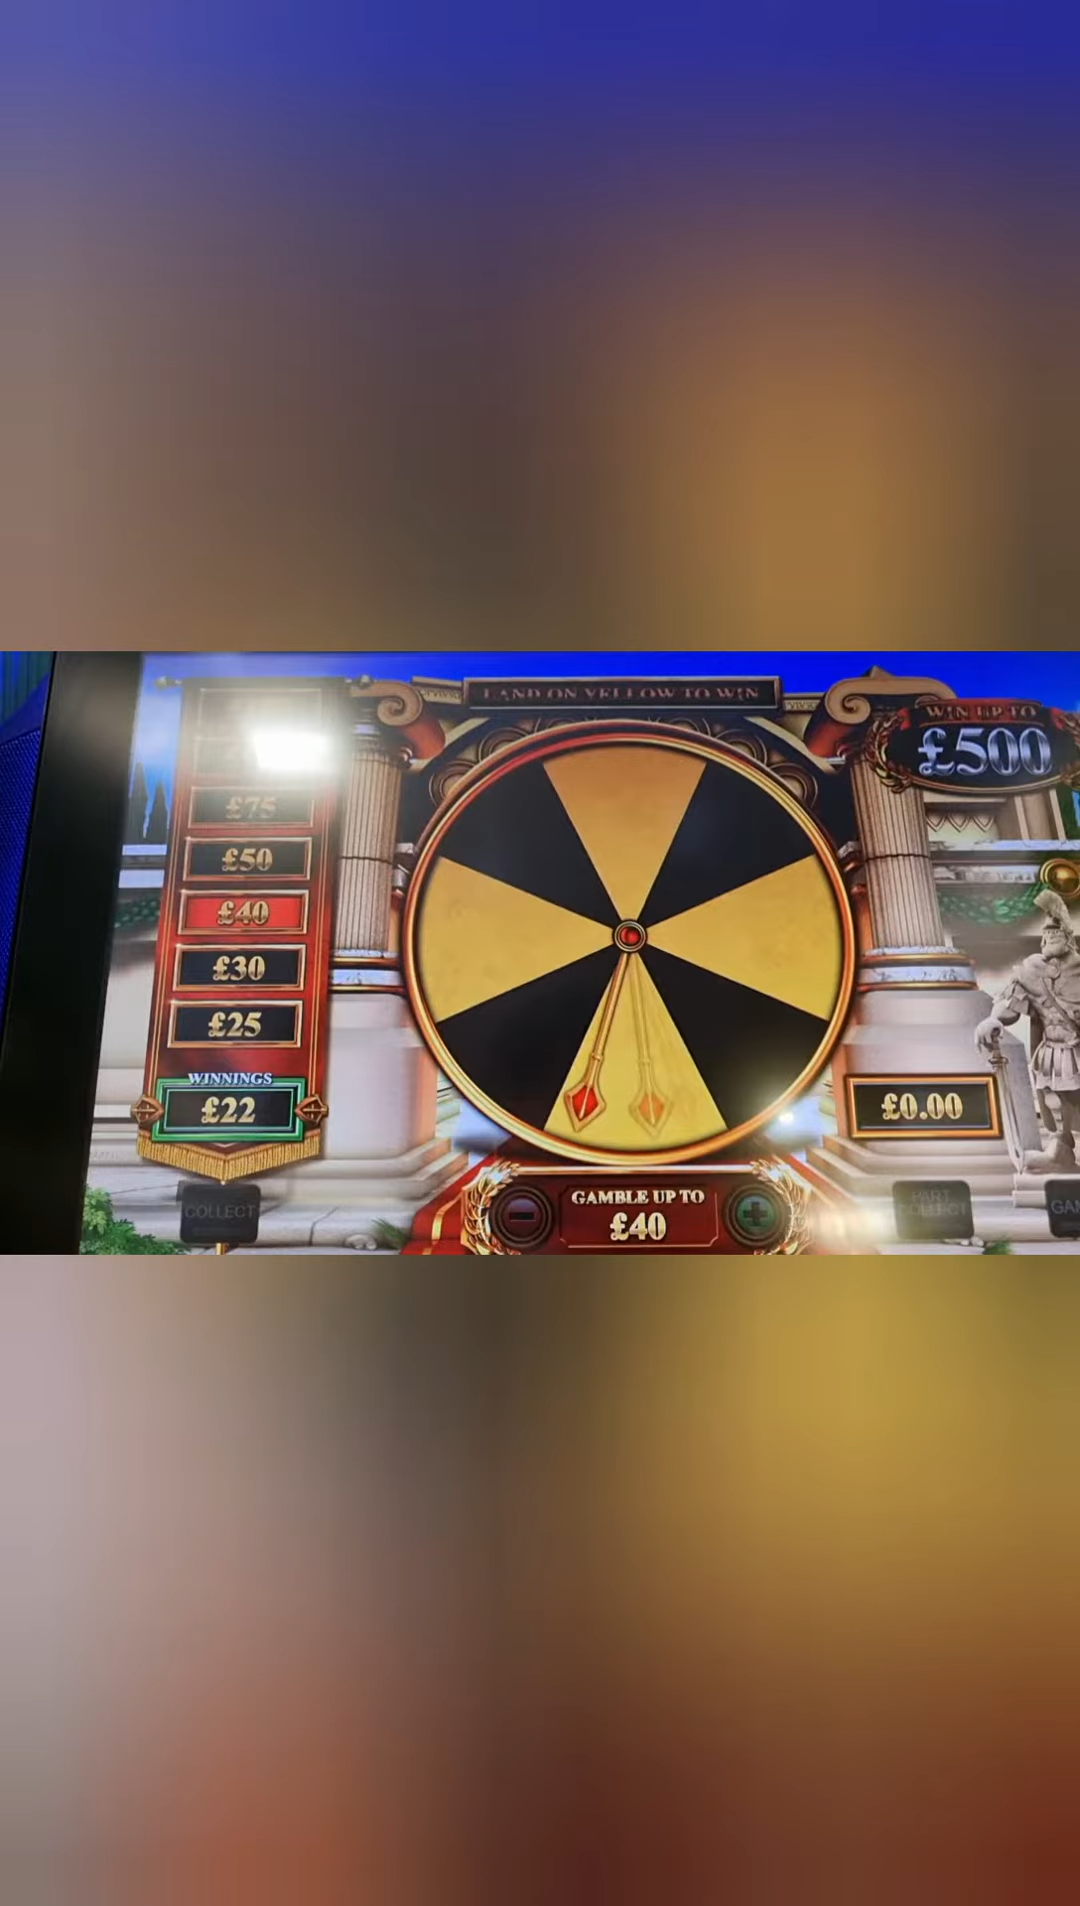 LAND ON YELLOW TO WIN
WIN UP TO
£500
£75
£50
£40
£30
£25
WINNINGS
£22
£0.00
COLLECT
GAMBLE UP TO
£40
PART
COLLECT